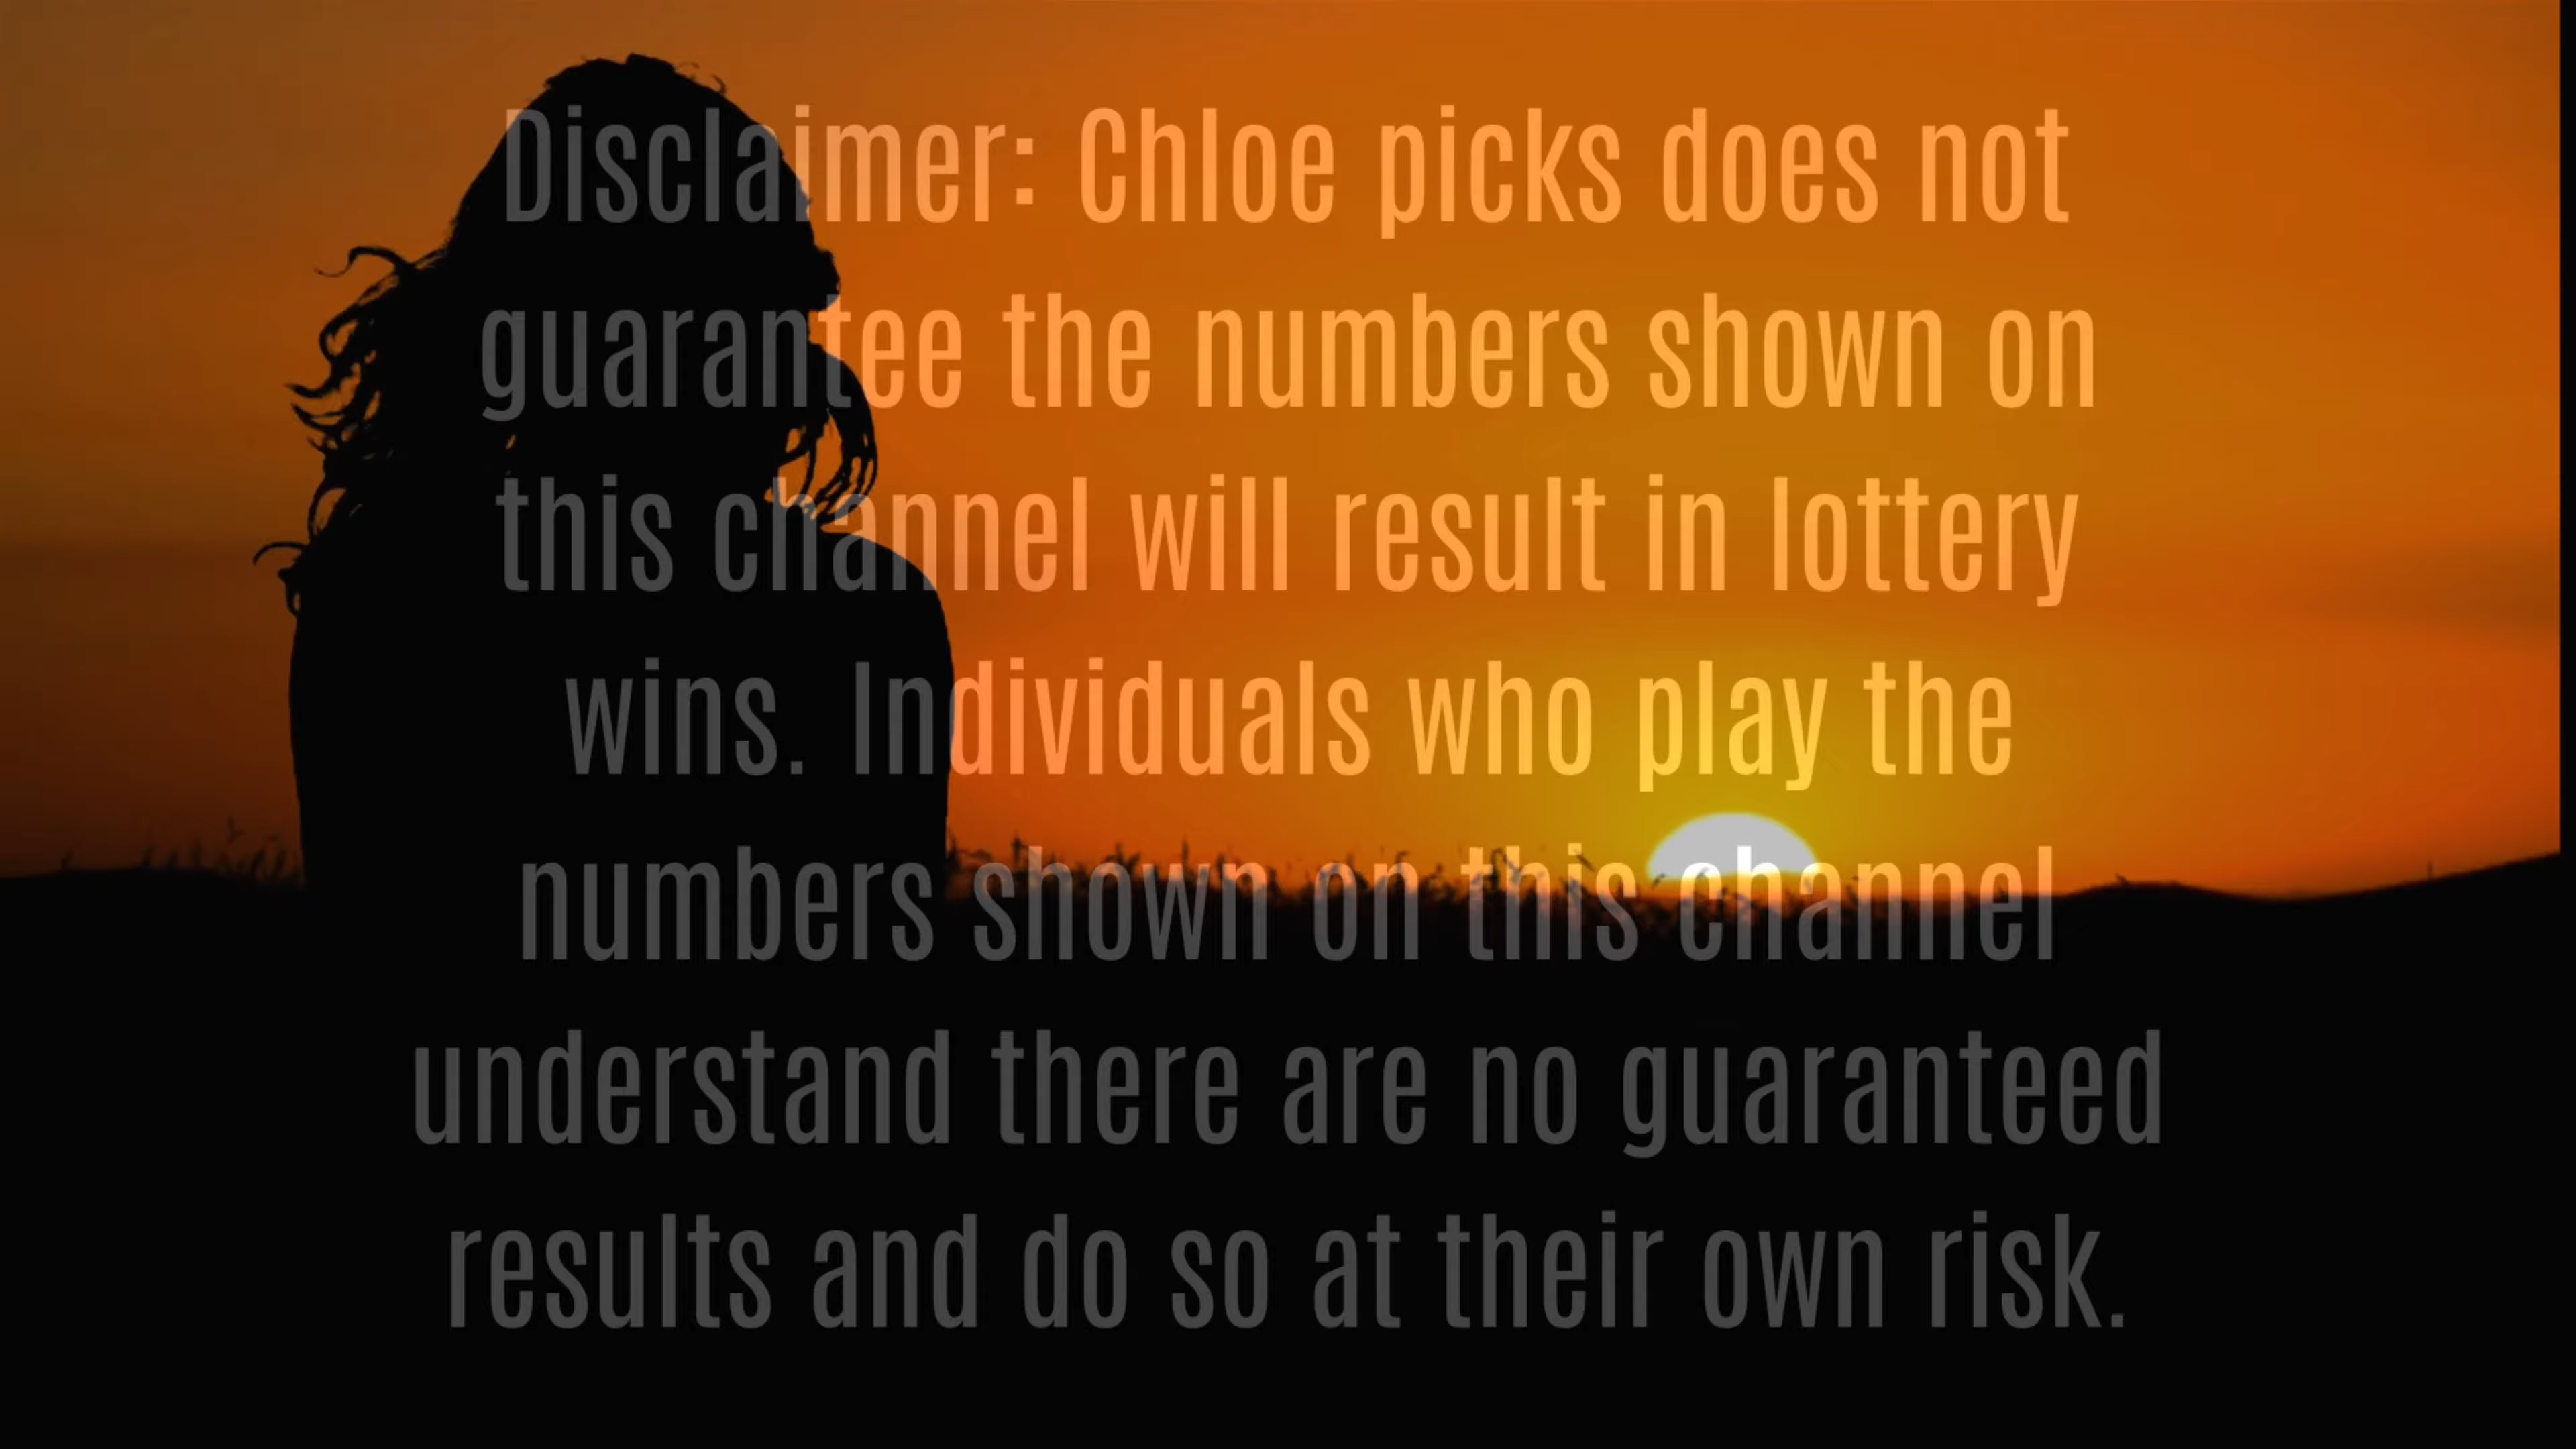 Disclaimer: Chloe picks does not
guarantee the numbers shown on
this channel will result in lottery
wins. Individuals who play the
numbers shown on this channel
understand there are no guaranteed
results and do so at their own risk.